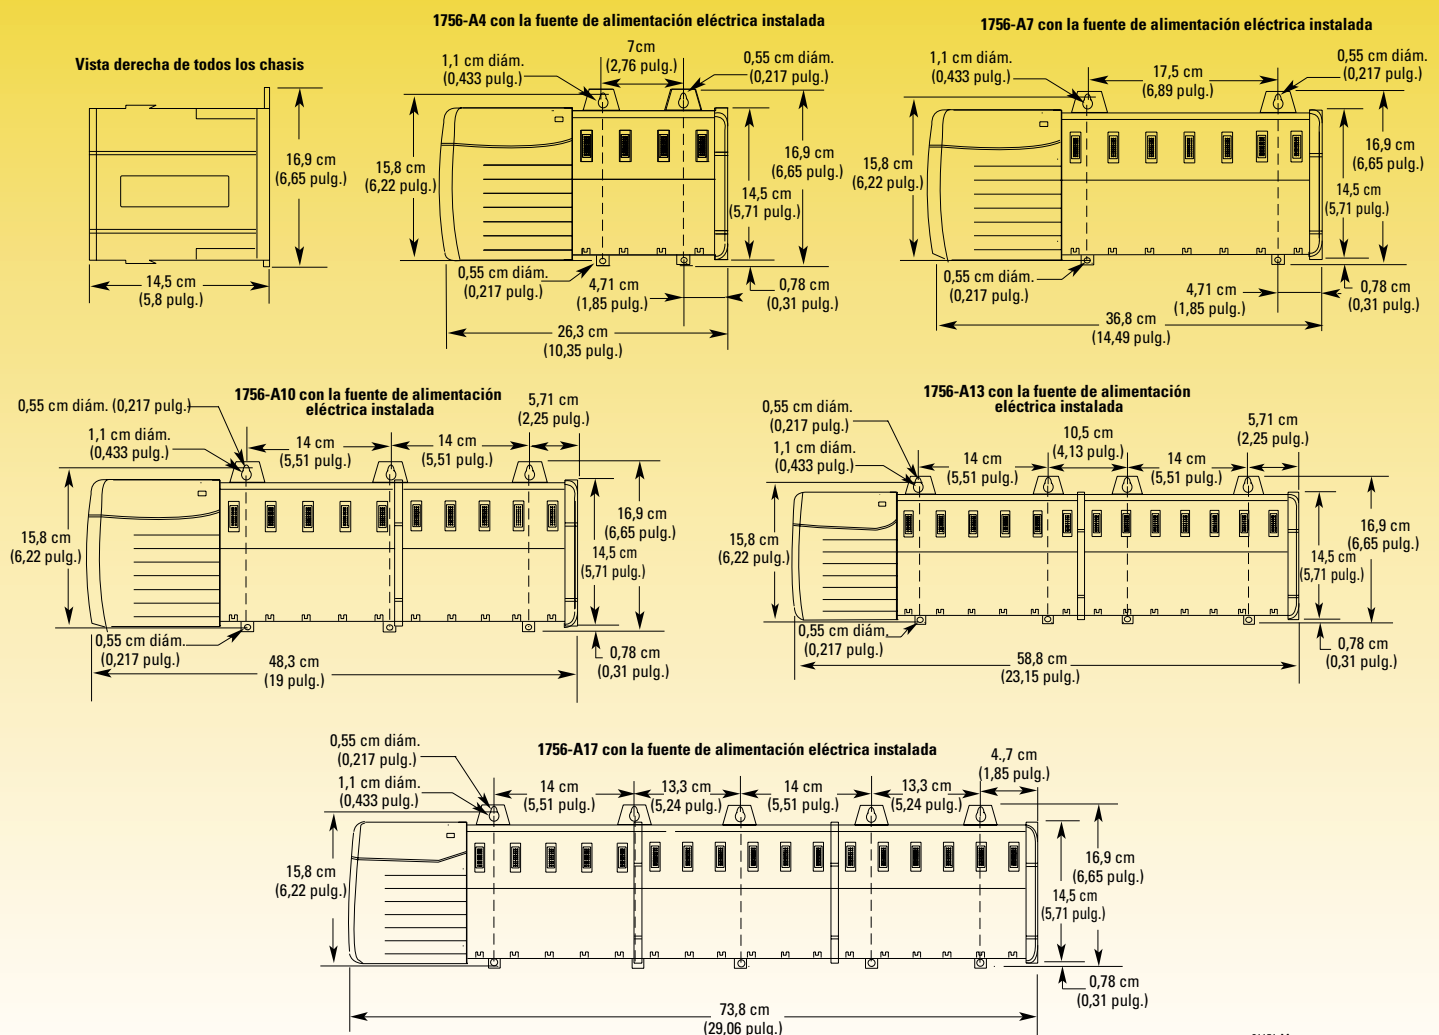 1756-A4 con la fuente de alimentación eléctrica instalada
1756-A7 con la fuente de alimentación eléctrica instalada
Vista derecha de todos los chasis
16,9 cm
(6,65 pulg.)
14,5 cm
(5,8 pulg.)
1,1 cm diám.
(0,433 pulg.)
7cm
(2,76 pulg.)
0,55 cm diám.
(0,217 pulg.)
15,8 cm
(6,22 pulg.)
16,9 cm
(6,65 pulg.)
14,5 cm
(5,71 pulg.)
0,55 cm diám.
(0,217 pulg.)
4,71 cm
(1,85 pulg.)
0,78 cm
(0,31 pulg.)
26,3 cm
(10,35 pulg.)
1,1 cm diám.
(0,433 pulg.)
17,5 cm
(6,89 pulg.)
0,55 cm diám.
(0,217 pulg.)
15,8 cm
(6,22 pulg.)
16,9 cm
(6,65 pulg.)
14,5 cm
(5,71 pulg.)
0,55 cm diám.
(0,217 pulg.)
4,71 cm
(1,85 pulg.)
0,78 cm
(0,31 pulg.)
36,8 cm
(14,49 pulg.)
1756-A10 con la fuente de alimentación
eléctrica instalada
0,55 cm diám. (0,217 pulg.)
1,1 cm diám.
(0,433 pulg.)
14 cm
(5,51 pulg.)
14 cm
(5,51 pulg.)
5,71 cm
(2,25 pulg.)
15,8 cm
(6,22 pulg.)
16,9 cm
(6,65 pulg.)
14,5 cm
(5,71 pulg.)
0,55 cm diám.
(0,217 pulg.)
0,78 cm
(0,31 pulg.)
48,3 cm
(19 pulg.)
1756-A13 con la fuente de alimentación
eléctrica instalada
0,55 cm diám.
(0,217 pulg.)
1,1 cm diám.
(0,433 pulg.)
14 cm
(5,51 pulg.)
10,5 cm
(4,13 pulg.)
14 cm
(5,51 pulg.)
5,71 cm
(2,25 pulg.)
15,8 cm
(6,22 pulg.)
16,9 cm
(6,65 pulg.)
14,5 cm
(5,71 pulg.)
0,55 cm diám.
(0,217 pulg.)
0,78 cm
(0,31 pulg.)
58,8 cm
(23,15 pulg.)
1756-A17 con la fuente de alimentación eléctrica instalada
0,55 cm diám.
(0,217 pulg.)
1,1 cm diám.
(0,433 pulg.)
14 cm
(5,51 pulg.)
13,3 cm
(5,24 pulg.)
14 cm
(5,51 pulg.)
13,3 cm
(5,24 pulg.)
4.,7 cm
(1,85 pulg.)
15,8 cm
(6,22 pulg.)
16,9 cm
(6,65 pulg.)
14,5 cm
(5,71 pulg.)
0,78 cm
(0,31 pulg.)
73,8 cm
(29,06 pulg.)